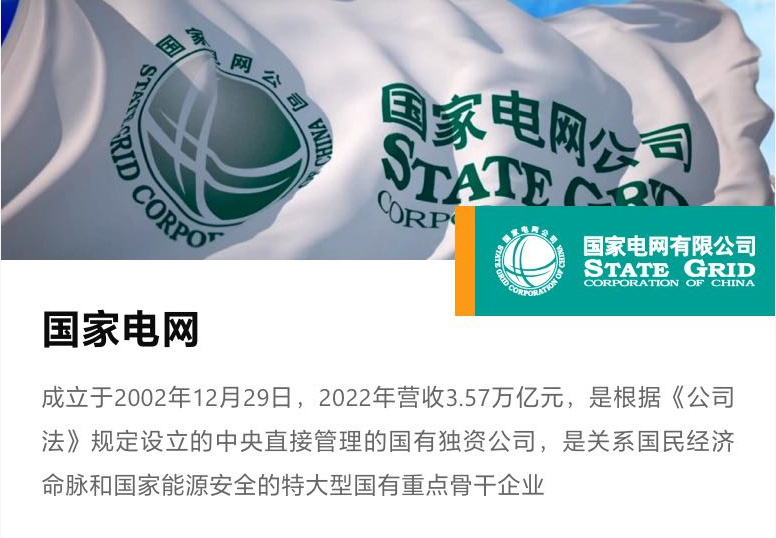 国家电网公司
STATE GRID CORPO
CHINA
国家电网公司
STATE GRID
CORP
国家电网公司
STATE GRID CORPORATION OF CHINA
国家电网有限公司
STATE GRID
CORPORATION OF CHINA
国家电网
成立于2002年12月29日，2022年营收3.57万亿元，是根据《公司
法》规定设立的中央直接管理的国有独资公司，是关系国民经济
命脉和国家能源安全的特大型国有重点骨干企业